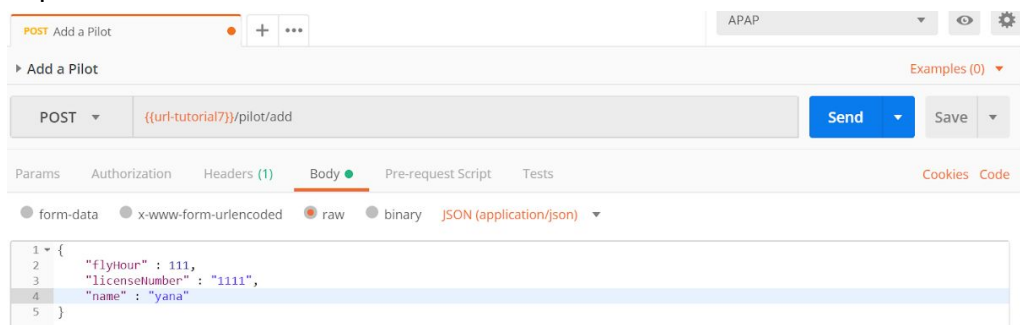 POST Add a Pilot
APAP
Add a Pilot
Examples (0)
POST {{url-tutorial7}}/pilot/add Send Save
Params Authorization Headers (1) Body Pre-request Script Tests Cookies Code
form-data x-www-form-urlencoded raw binary JSON (application/json)
1 {
2 "flyHour" : 111,
3 "licenseNumber" : "1111",
4 "name" : "yana"
5 }